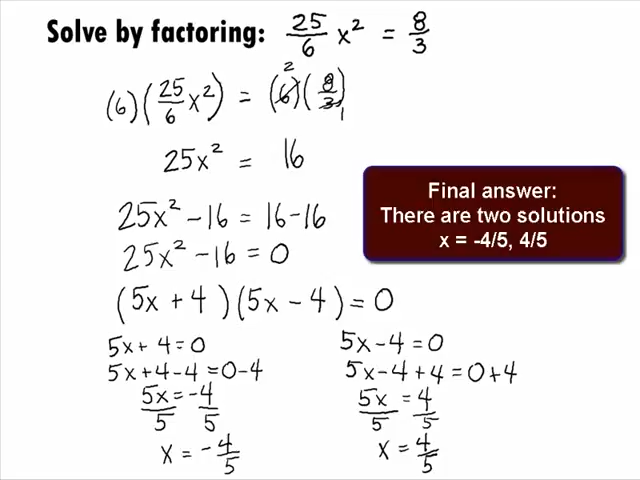 Solve by factoring: 25/6 x² = 8/3
(6)(25/6 x²) = (6)(8/3) 2 1
25x² = 16
25x² - 16 = 16 - 16
25x² - 16 = 0
(5x + 4)(5x - 4) = 0
5x + 4 = 0
5x + 4 - 4 = 0 - 4
5x/5 = -4/5
x = -4/5
5x - 4 = 0
5x - 4 + 4 = 0 + 4
5x/5 = 4/5
x = 4/5
Final answer:
There are two solutions
x = -4/5, 4/5